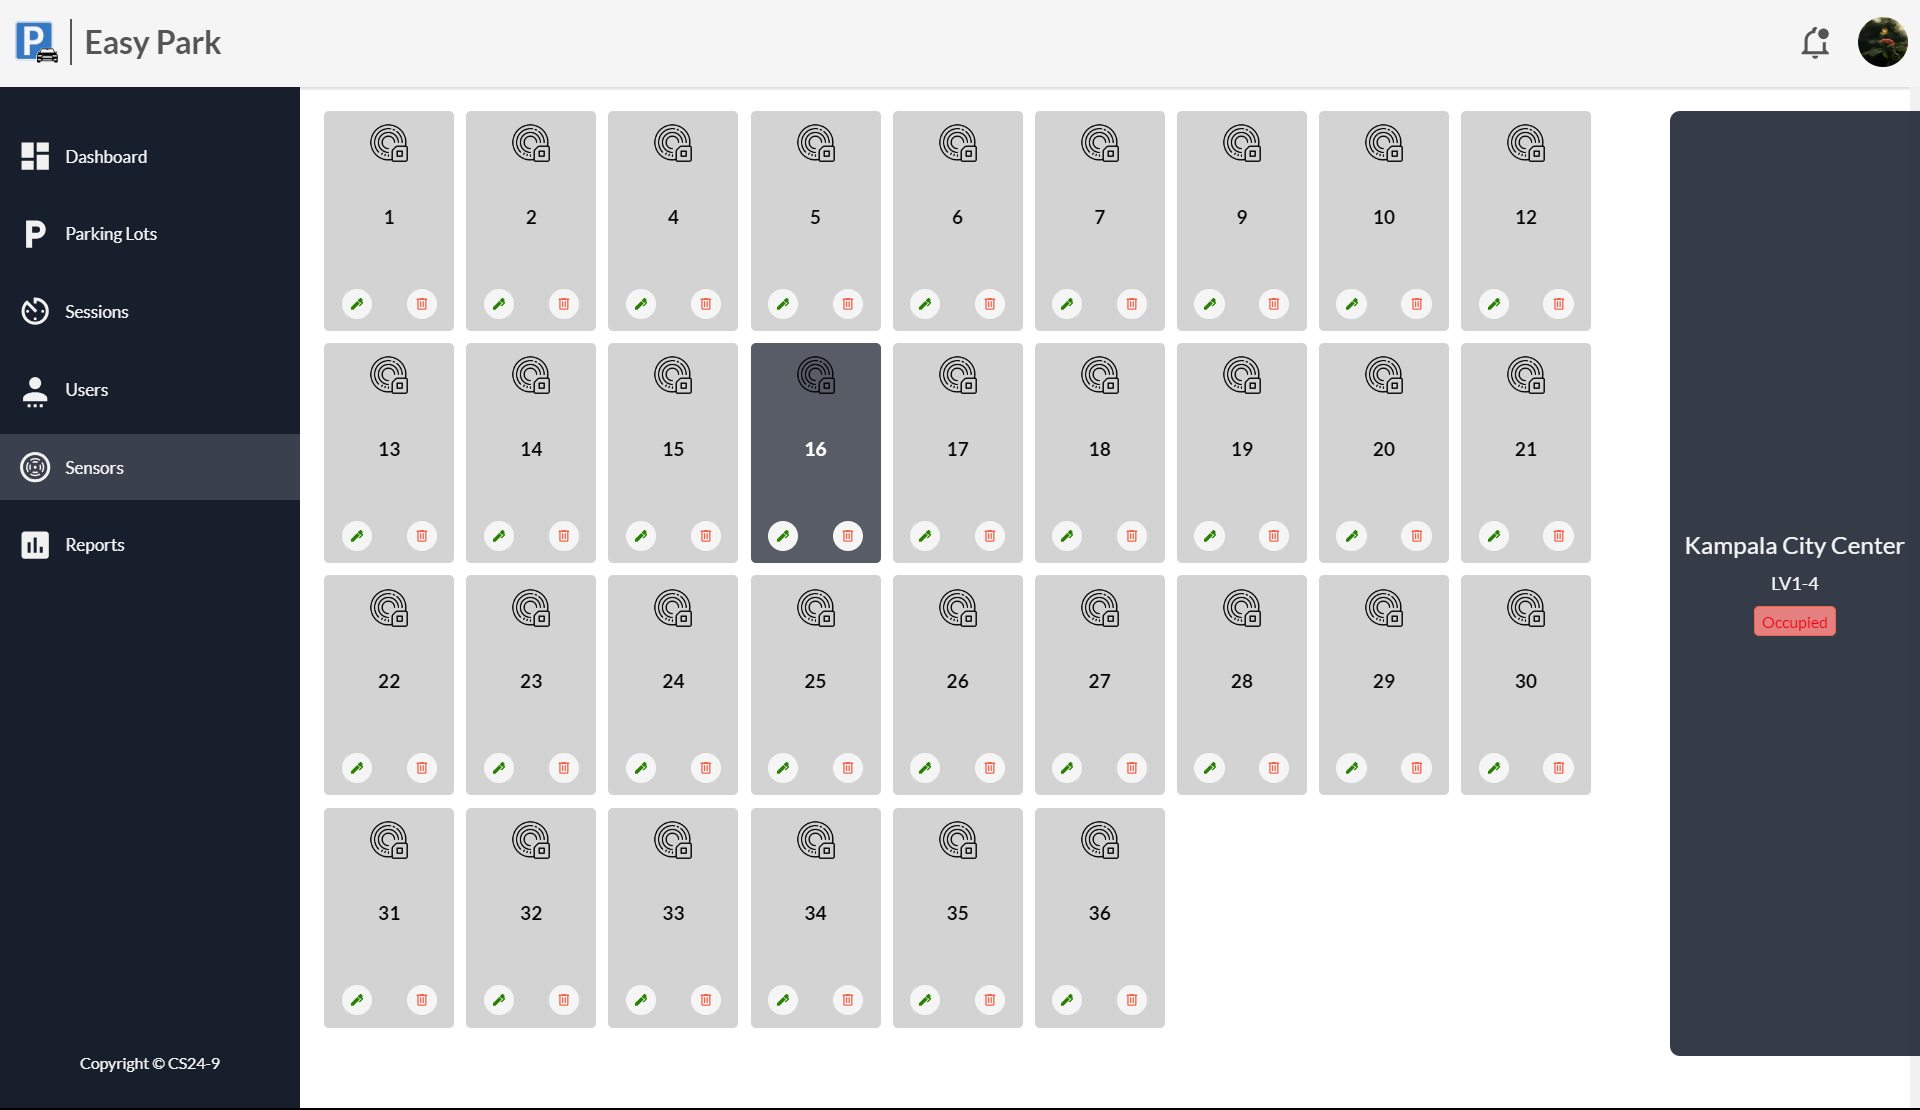 P
Easy Park
Dashboard
P
Parking Lots
Sessions
Users
Sensors
Reports
Copyright © CS24-9
1 2 4 5 6 7 9 10 12
13 14 15 16 17 18 19 20 21
22 23 24 25 26 27 28 29 30
31 32 33 34 35 36
Kampala City Center
LV1-4
Occupied